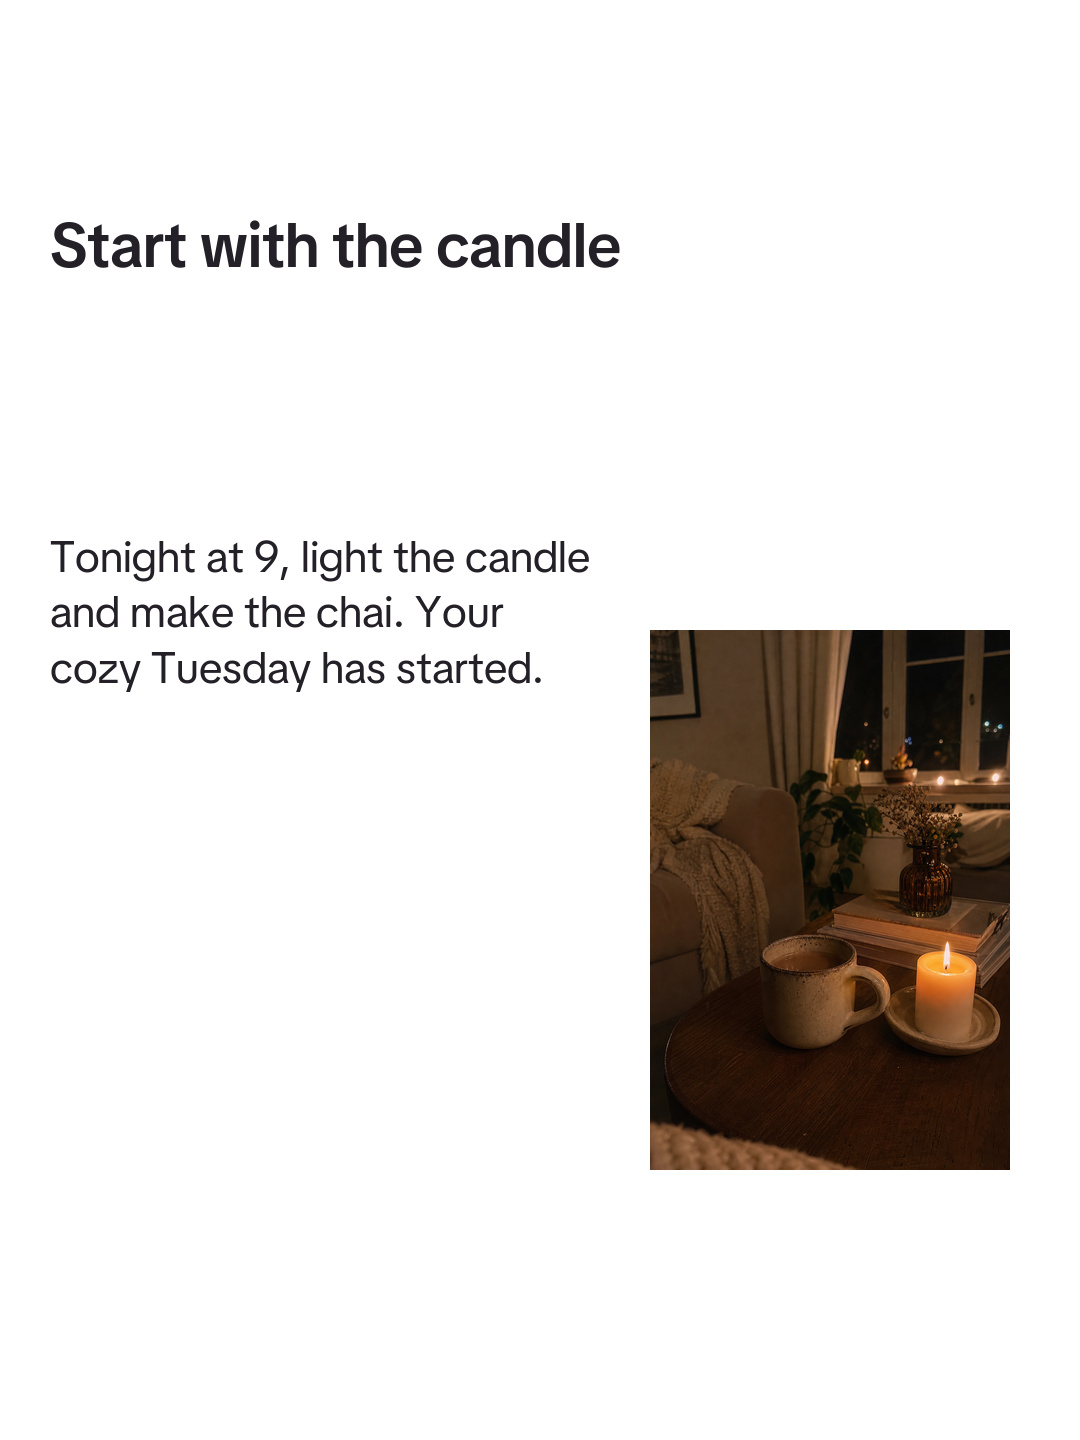 Start with the candle
Tonight at 9, light the candle
and make the chai. Your
cozy Tuesday has started.